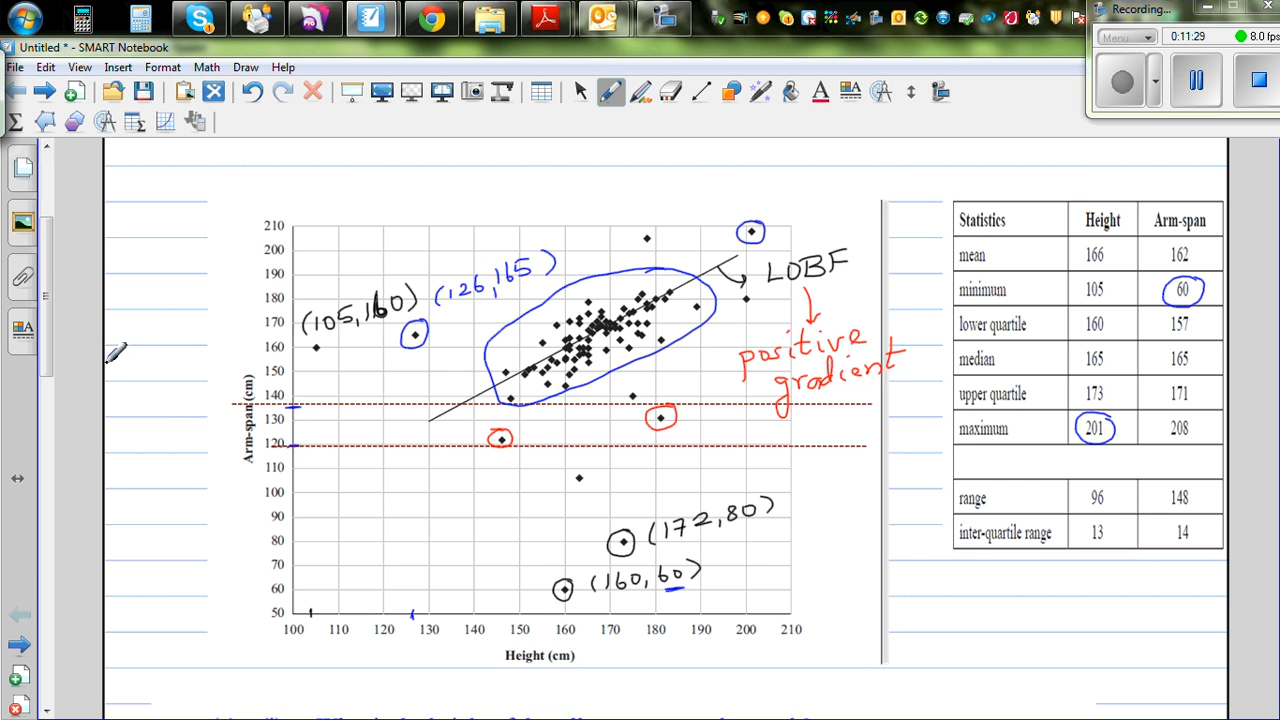 Recording...
Menu
0:11:29
8.0 fps
Untitled * - SMART Notebook
File Edit View Insert Format Math Draw Help
210
200
190
180
170
160
150
140
130
120
110
100
90
80
70
60
50
100 110 120 130 140 150 160 170 180 190 200 210
Arm-span (cm)
Height (cm)
(105,160)
(126,165)
LOBF
positive
gradient
(172,80)
(160,60)
Statistics Height Arm-span
mean 166 162
minimum 105 60
lower quartile 160 157
median 165 165
upper quartile 173 171
maximum 201 208
range 96 148
inter-quartile range 13 14